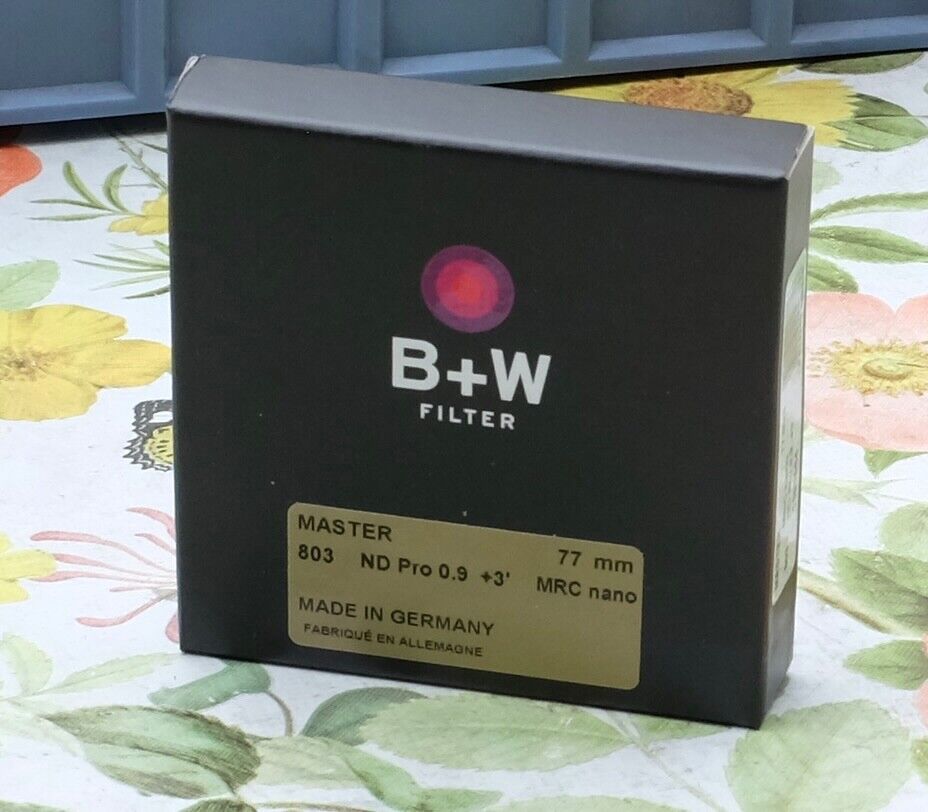 B+W
FILTER
MASTER 77 mm
803 ND Pro 0.9 +3' MRC nano
MADE IN GERMANY
FABRIQUÉ EN ALLEMAGNE